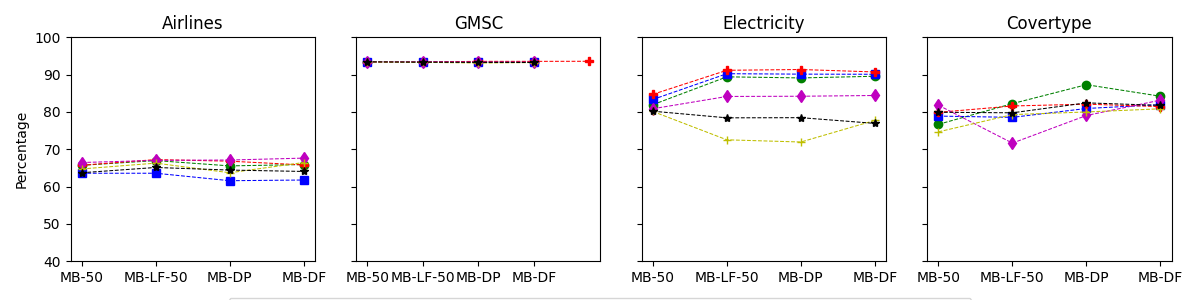 Airlines GMSC Electricity Covertype
Percentage
100
90
80
70
60
50
40
MB-50 MB-LF-50 MB-DP MB-DF MB-50 MB-LF-50 MB-DP MB-DF MB-50 MB-LF-50 MB-DP MB-DF MB-50 MB-LF-50 MB-DP MB-DF